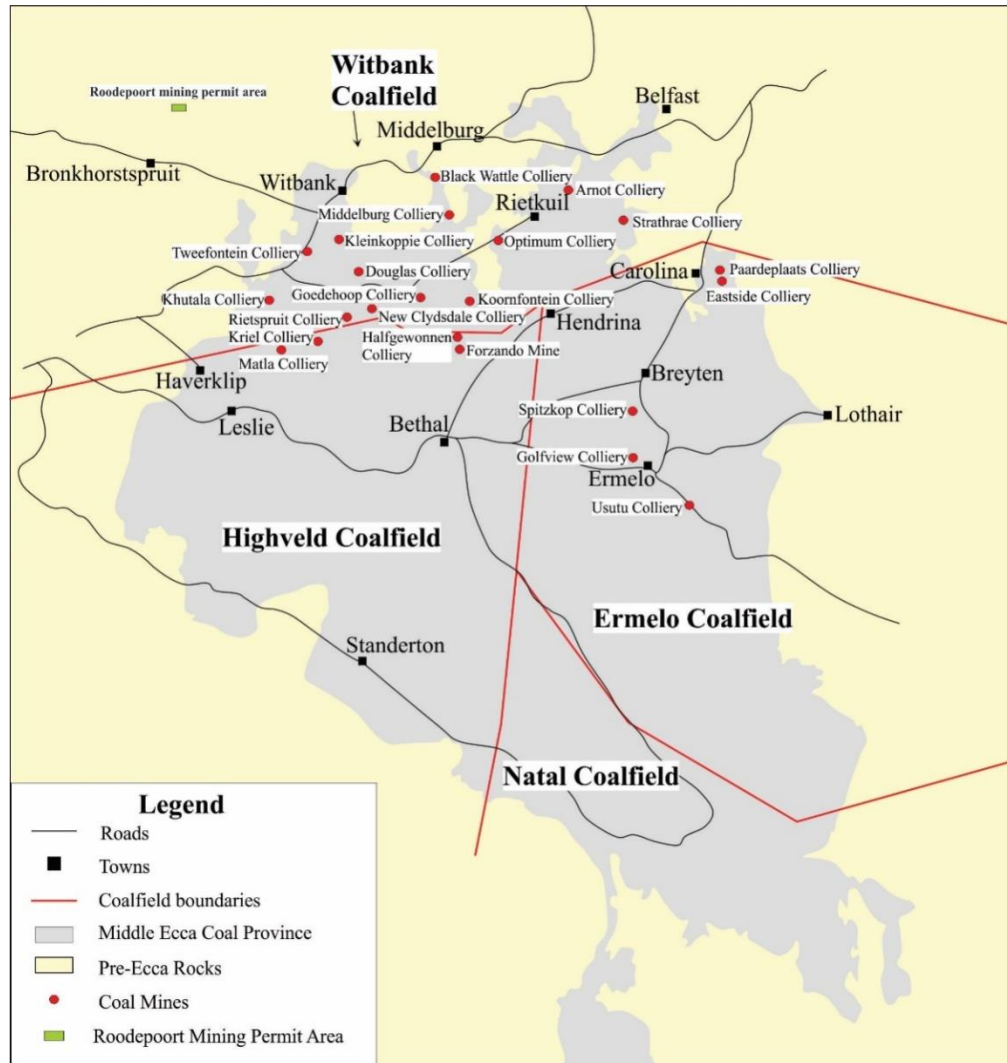 Witbank
Coalfield
Roodepoort mining permit area
Belfast
Middelburg
Bronkhorstspruit
Witbank
Black Wattle Colliery
Arnot Colliery
Rietkuil
Middelburg Colliery
Strathrae Colliery
Kleinkoppie Colliery
Optimum Colliery
Tweefontein Colliery
Douglas Colliery
Carolina
Paardeplaats Colliery
Eastside Colliery
Khutala Colliery
Goedehoop Colliery
Koornfontein Colliery
Rietspruit Colliery
New Clydsdale Colliery
Hendrina
Kriel Colliery
Halfgewonnen
Colliery
Forzando Mine
Matla Colliery
Haverklip
Breyten
Leslie
Spitzkop Colliery
Lothair
Bethal
Golfview Colliery
Ermelo
Usutu Colliery
Highveld Coalfield
Ermelo Coalfield
Standerton
Natal Coalfield
Legend
Roads
Towns
Coalfield boundaries
Middle Ecca Coal Province
Pre-Ecca Rocks
Coal Mines
Roodepoort Mining Permit Area